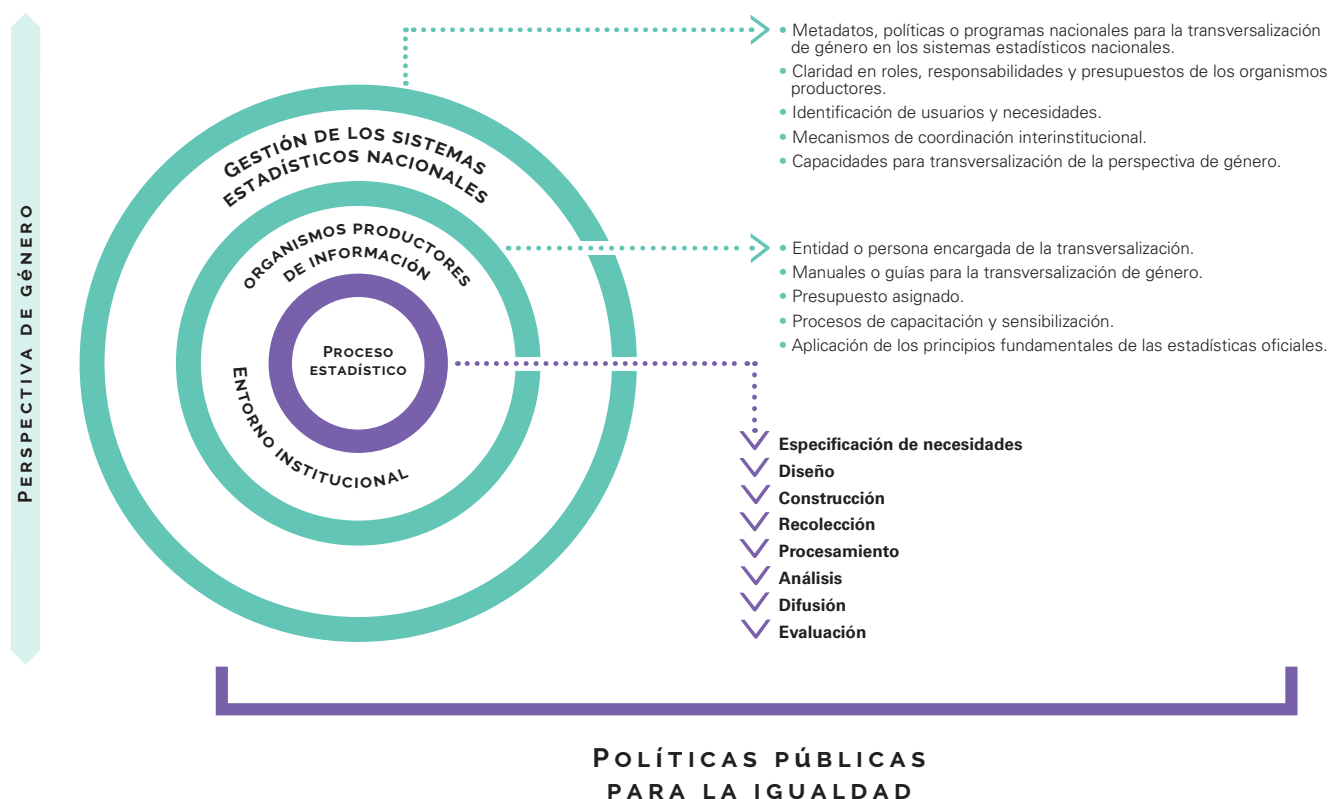 PERSPECTIVA DE GéNERO
GESTIÓN DE LOS SISTEMAS
ESTADÍSTICOS NACIONALES
ORGANISMOS PRODUCTORES
DE INFORMACIÓN
PROCESO
ESTADÍSTICO
ENTORNO INSTITUCIONAL
• Metadatos, políticas o programas nacionales para la transversalización
de género en los sistemas estadísticos nacionales.
• Claridad en roles, responsabilidades y presupuestos de los organismos
productores.
• Identificación de usuarios y necesidades.
• Mecanismos de coordinación interinstitucional.
• Capacidades para transversalización de la perspectiva de género.
• Entidad o persona encargada de la transversalización.
• Manuales o guías para la transversalización de género.
• Presupuesto asignado.
• Procesos de capacitación y sensibilización.
• Aplicación de los principios fundamentales de las estadísticas oficiales.
Especificación de necesidades
Diseño
Construcción
Recolección
Procesamiento
Análisis
Difusión
Evaluación
POLíTICAS PúBLICAS
PARA LA IGUALDAD